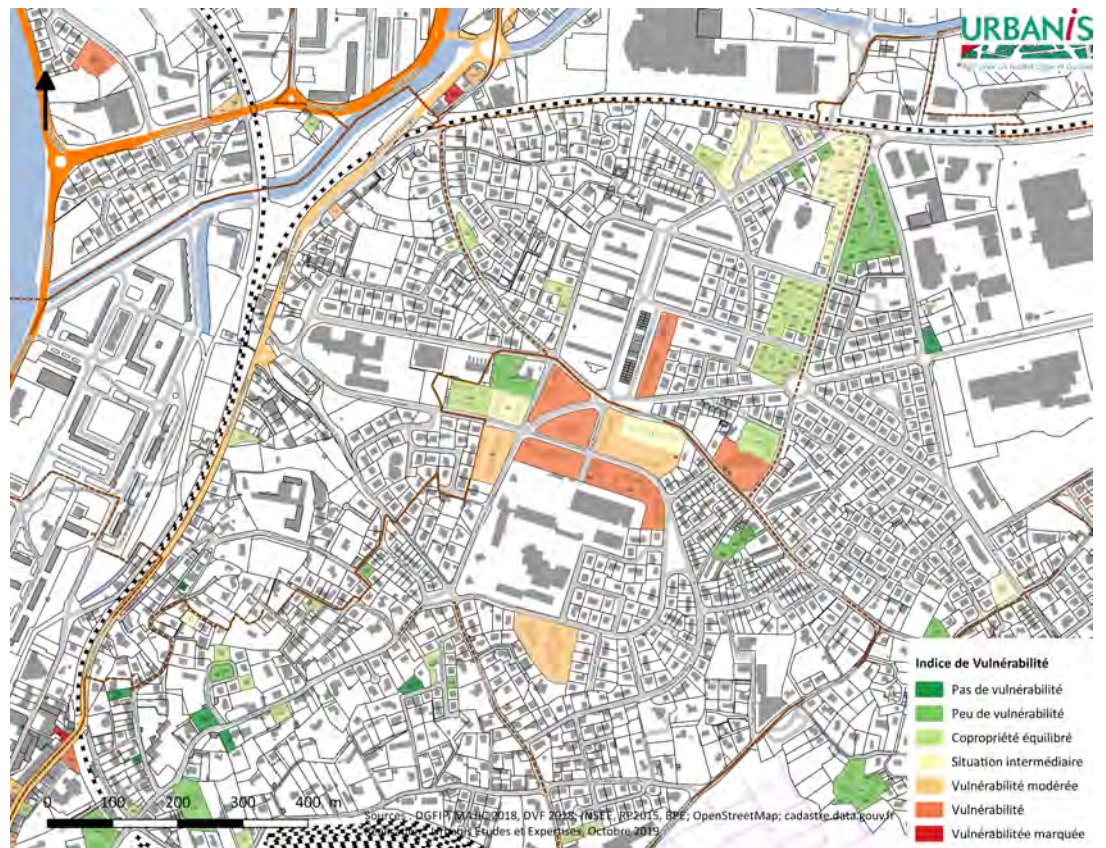 URBANIS
Indice de Vulnérabilité
Pas de vulnérabilité
Peu de vulnérabilité
Copropriété équilibré
Situation intermédiaire
Vulnérabilité modérée
Vulnérabilité
Vulnérabilitée marquée
0 100 200 300 400 m
Sources : DGFIP, MAJIC 2018, DVF 2018, INSEE, RP2015, BPE; OpenStreetMap; cadastre.data.gouv.fr
Urbanis Etudes et Expertises, Octobre 2019